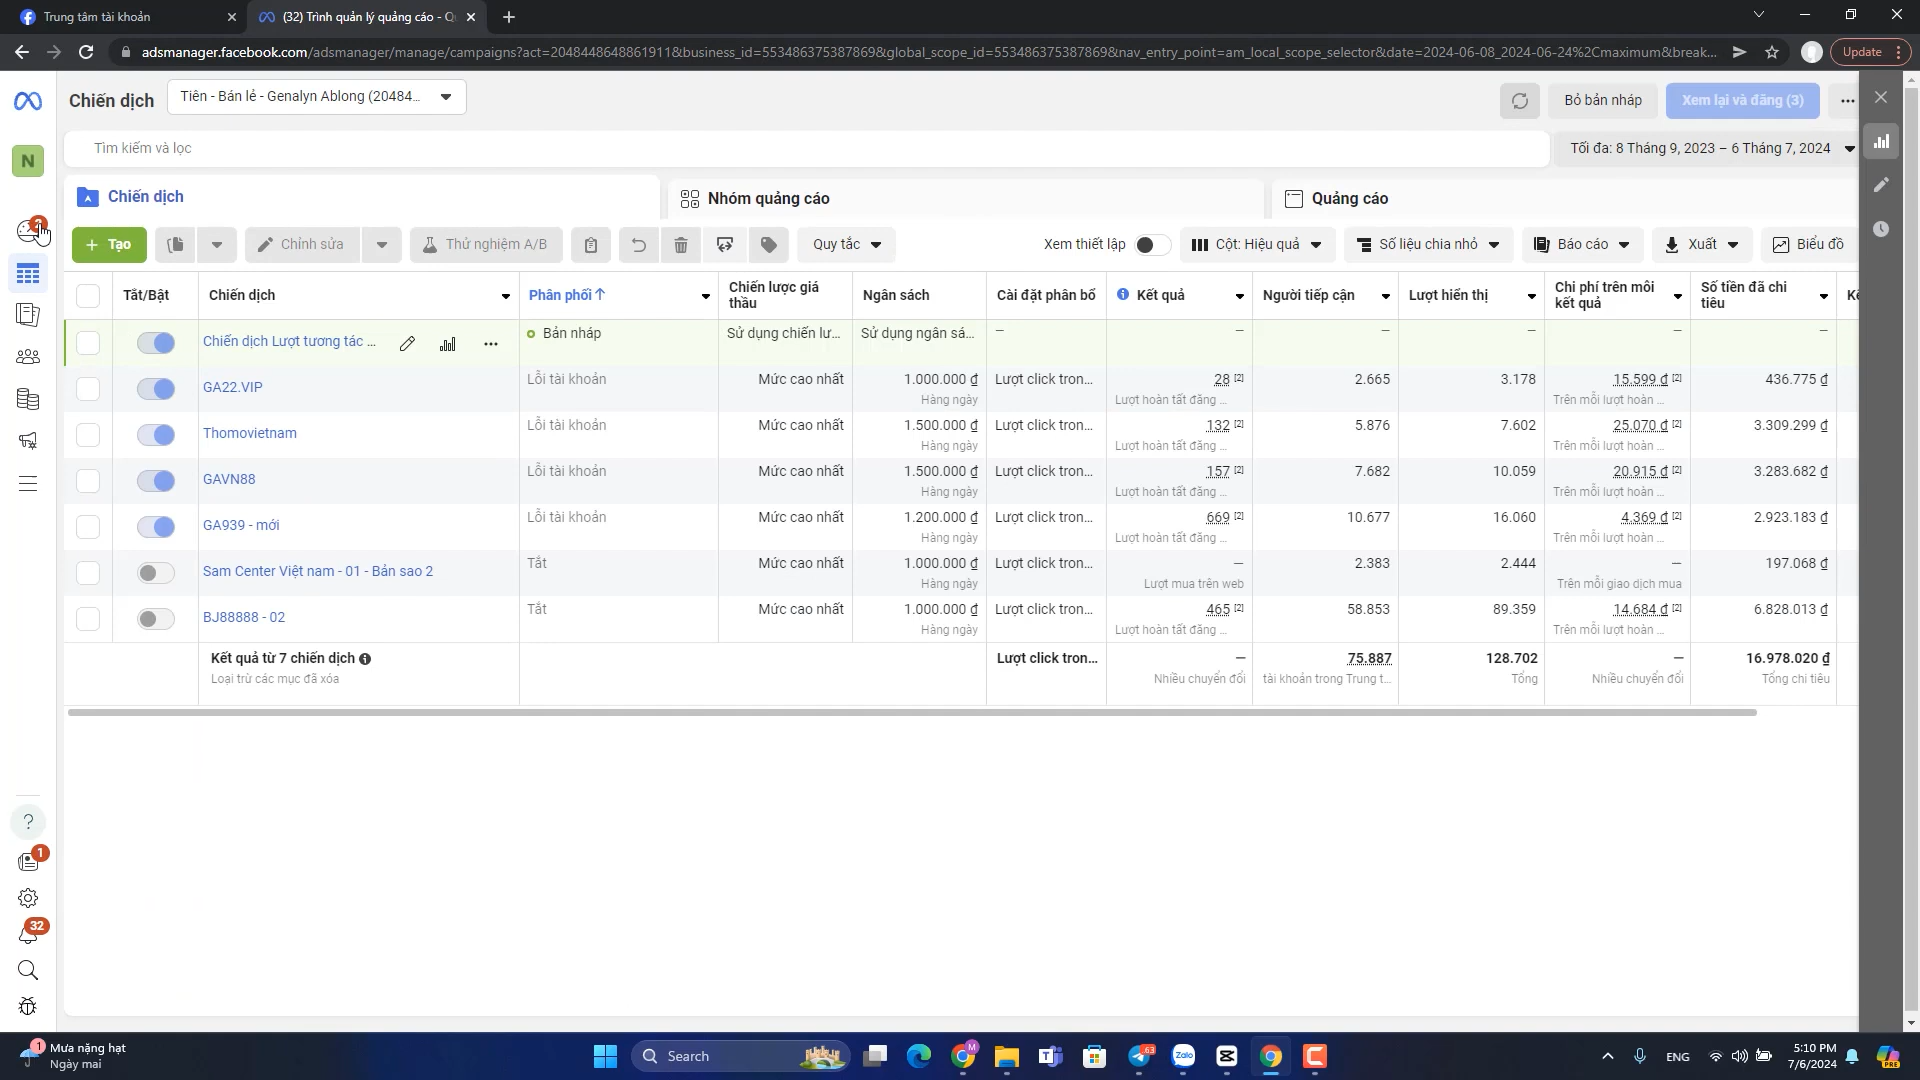 Trung tâm tài khoản
(32) Trình quản lý quảng cáo - Q
adsmanager.facebook.com/adsmanager/manage/campaigns?act=2048448648861911&business_id=553486375387869&global_scope_id=553486375387869&nav_entry_point=am_local_scope_selector&date=2024-06-08_2024-06-24%2Cmaximum&break...
Update
Chiến dịch
Tiên - Bán lẻ - Genalyn Ablong (20484...
Bỏ bản nháp
Xem lại và đăng (3)
N
Tìm kiếm và lọc
Tối đa: 8 Tháng 9, 2023 – 6 Tháng 7, 2024
Chiến dịch
Nhóm quảng cáo
Quảng cáo
+ Tạo
Chỉnh sửa
Thử nghiệm A/B
Quy tắc
Xem thiết lập
Cột: Hiệu quả
Số liệu chia nhỏ
Báo cáo
Xuất
Biểu đồ
Tắt/Bật
Chiến dịch
Phân phối↑
Chiến lược giá
thầu
Ngân sách
Cài đặt phân bổ
Kết quả
Người tiếp cận
Lượt hiển thị
Chi phí trên mỗi
kết quả
Số tiền đã chi
tiêu
Chiến dịch Lượt tương tác ...
Bản nháp
Sử dụng chiến lư...
Sử dụng ngân sá...
— — — — — —
GA22.VIP
Lỗi tài khoản
Mức cao nhất
1.000.000 ₫
Hàng ngày
Lượt click tron...
28 [2]
Lượt hoàn tất đăng ...
2.665
3.178
15.599 ₫ [2]
Trên mỗi lượt hoàn ...
436.775 ₫
Thomovietnam
Lỗi tài khoản
Mức cao nhất
1.500.000 ₫
Hàng ngày
Lượt click tron...
132 [2]
Lượt hoàn tất đăng ...
5.876
7.602
25.070 ₫ [2]
Trên mỗi lượt hoàn ...
3.309.299 ₫
GAVN88
Lỗi tài khoản
Mức cao nhất
1.500.000 ₫
Hàng ngày
Lượt click tron...
157 [2]
Lượt hoàn tất đăng ...
7.682
10.059
20.915 ₫ [2]
Trên mỗi lượt hoàn ...
3.283.682 ₫
GA939 - mới
Lỗi tài khoản
Mức cao nhất
1.200.000 ₫
Hàng ngày
Lượt click tron...
669 [2]
Lượt hoàn tất đăng ...
10.677
16.060
4.369 ₫ [2]
Trên mỗi lượt hoàn ...
2.923.183 ₫
Sam Center Việt nam - 01 - Bản sao 2
Tắt
Mức cao nhất
1.000.000 ₫
Hàng ngày
Lượt click tron...
—
Lượt mua trên web
2.383
2.444
—
Trên mỗi giao dịch mua
197.068 ₫
BJ88888 - 02
Tắt
Mức cao nhất
1.000.000 ₫
Hàng ngày
Lượt click tron...
465 [2]
Lượt hoàn tất đăng ...
58.853
89.359
14.684 ₫ [2]
Trên mỗi lượt hoàn ...
6.828.013 ₫
Kết quả từ 7 chiến dịch
Loại trừ các mục đã xóa
Lượt click tron...
—
Nhiều chuyển đổi
75.887
tài khoản trong Trung t...
128.702
Tổng
—
Nhiều chuyển đổi
16.978.020 ₫
Tổng chi tiêu
?
1
32
1
Mưa nặng hạt
Ngày mai
Search
M
63
Zalo
ENG
5:10 PM
7/6/2024
PRE